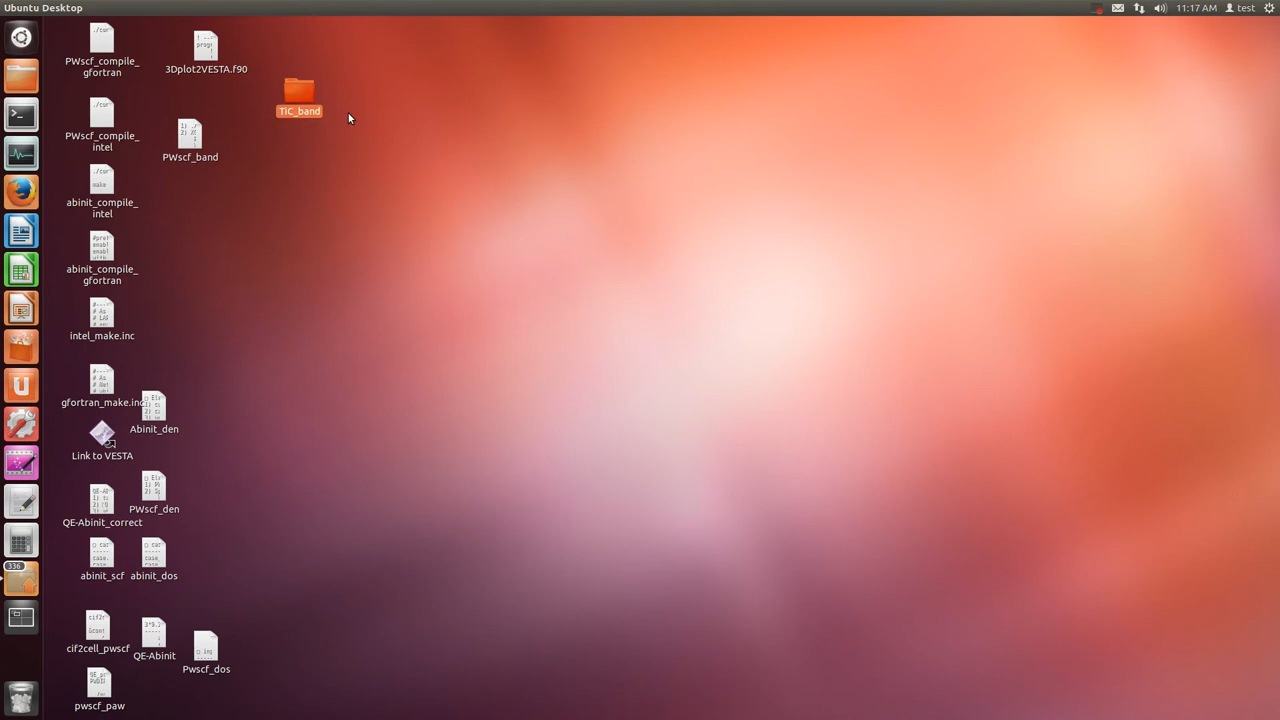 Ubuntu Desktop
11:17 AM
test
PWscf_compile_
gfortran
3Dplot2VESTA.f90
TiC_band
PWscf_compile_
intel
PWscf_band
abinit_compile_
intel
abinit_compile_
gfortran
intel_make.inc
gfortran_make.inc
Abinit_den
Link to VESTA
PWscf_den
QE-Abinit_correct
abinit_scf
abinit_dos
336
cif2cell_pwscf
QE-Abinit
Pwscf_dos
pwscf_paw